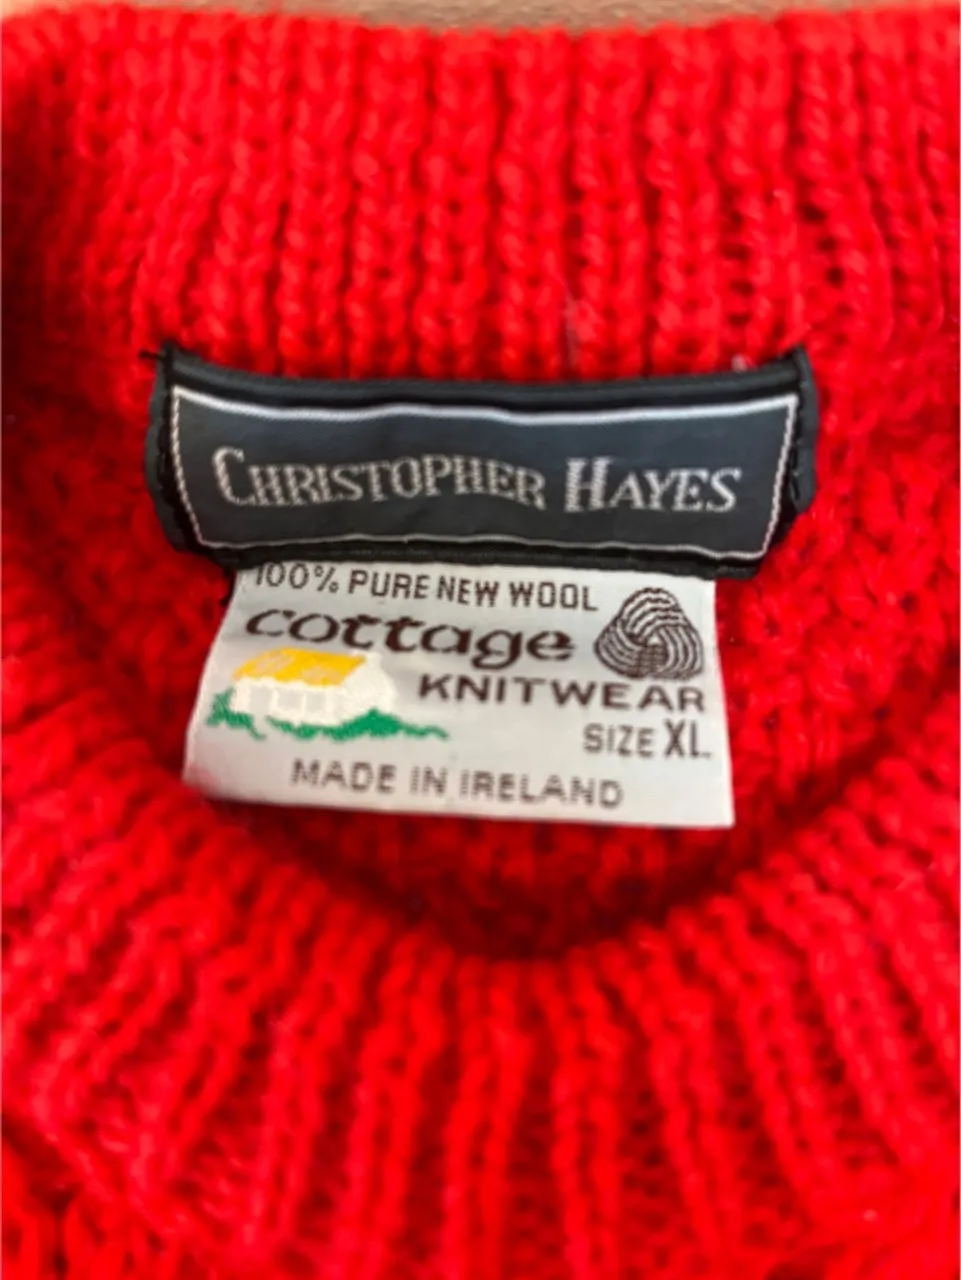 CHRISTOPHER HAYES
100% PURE NEW WOOL
cottage
KNITWEAR
SIZE XL
MADE IN IRELAND